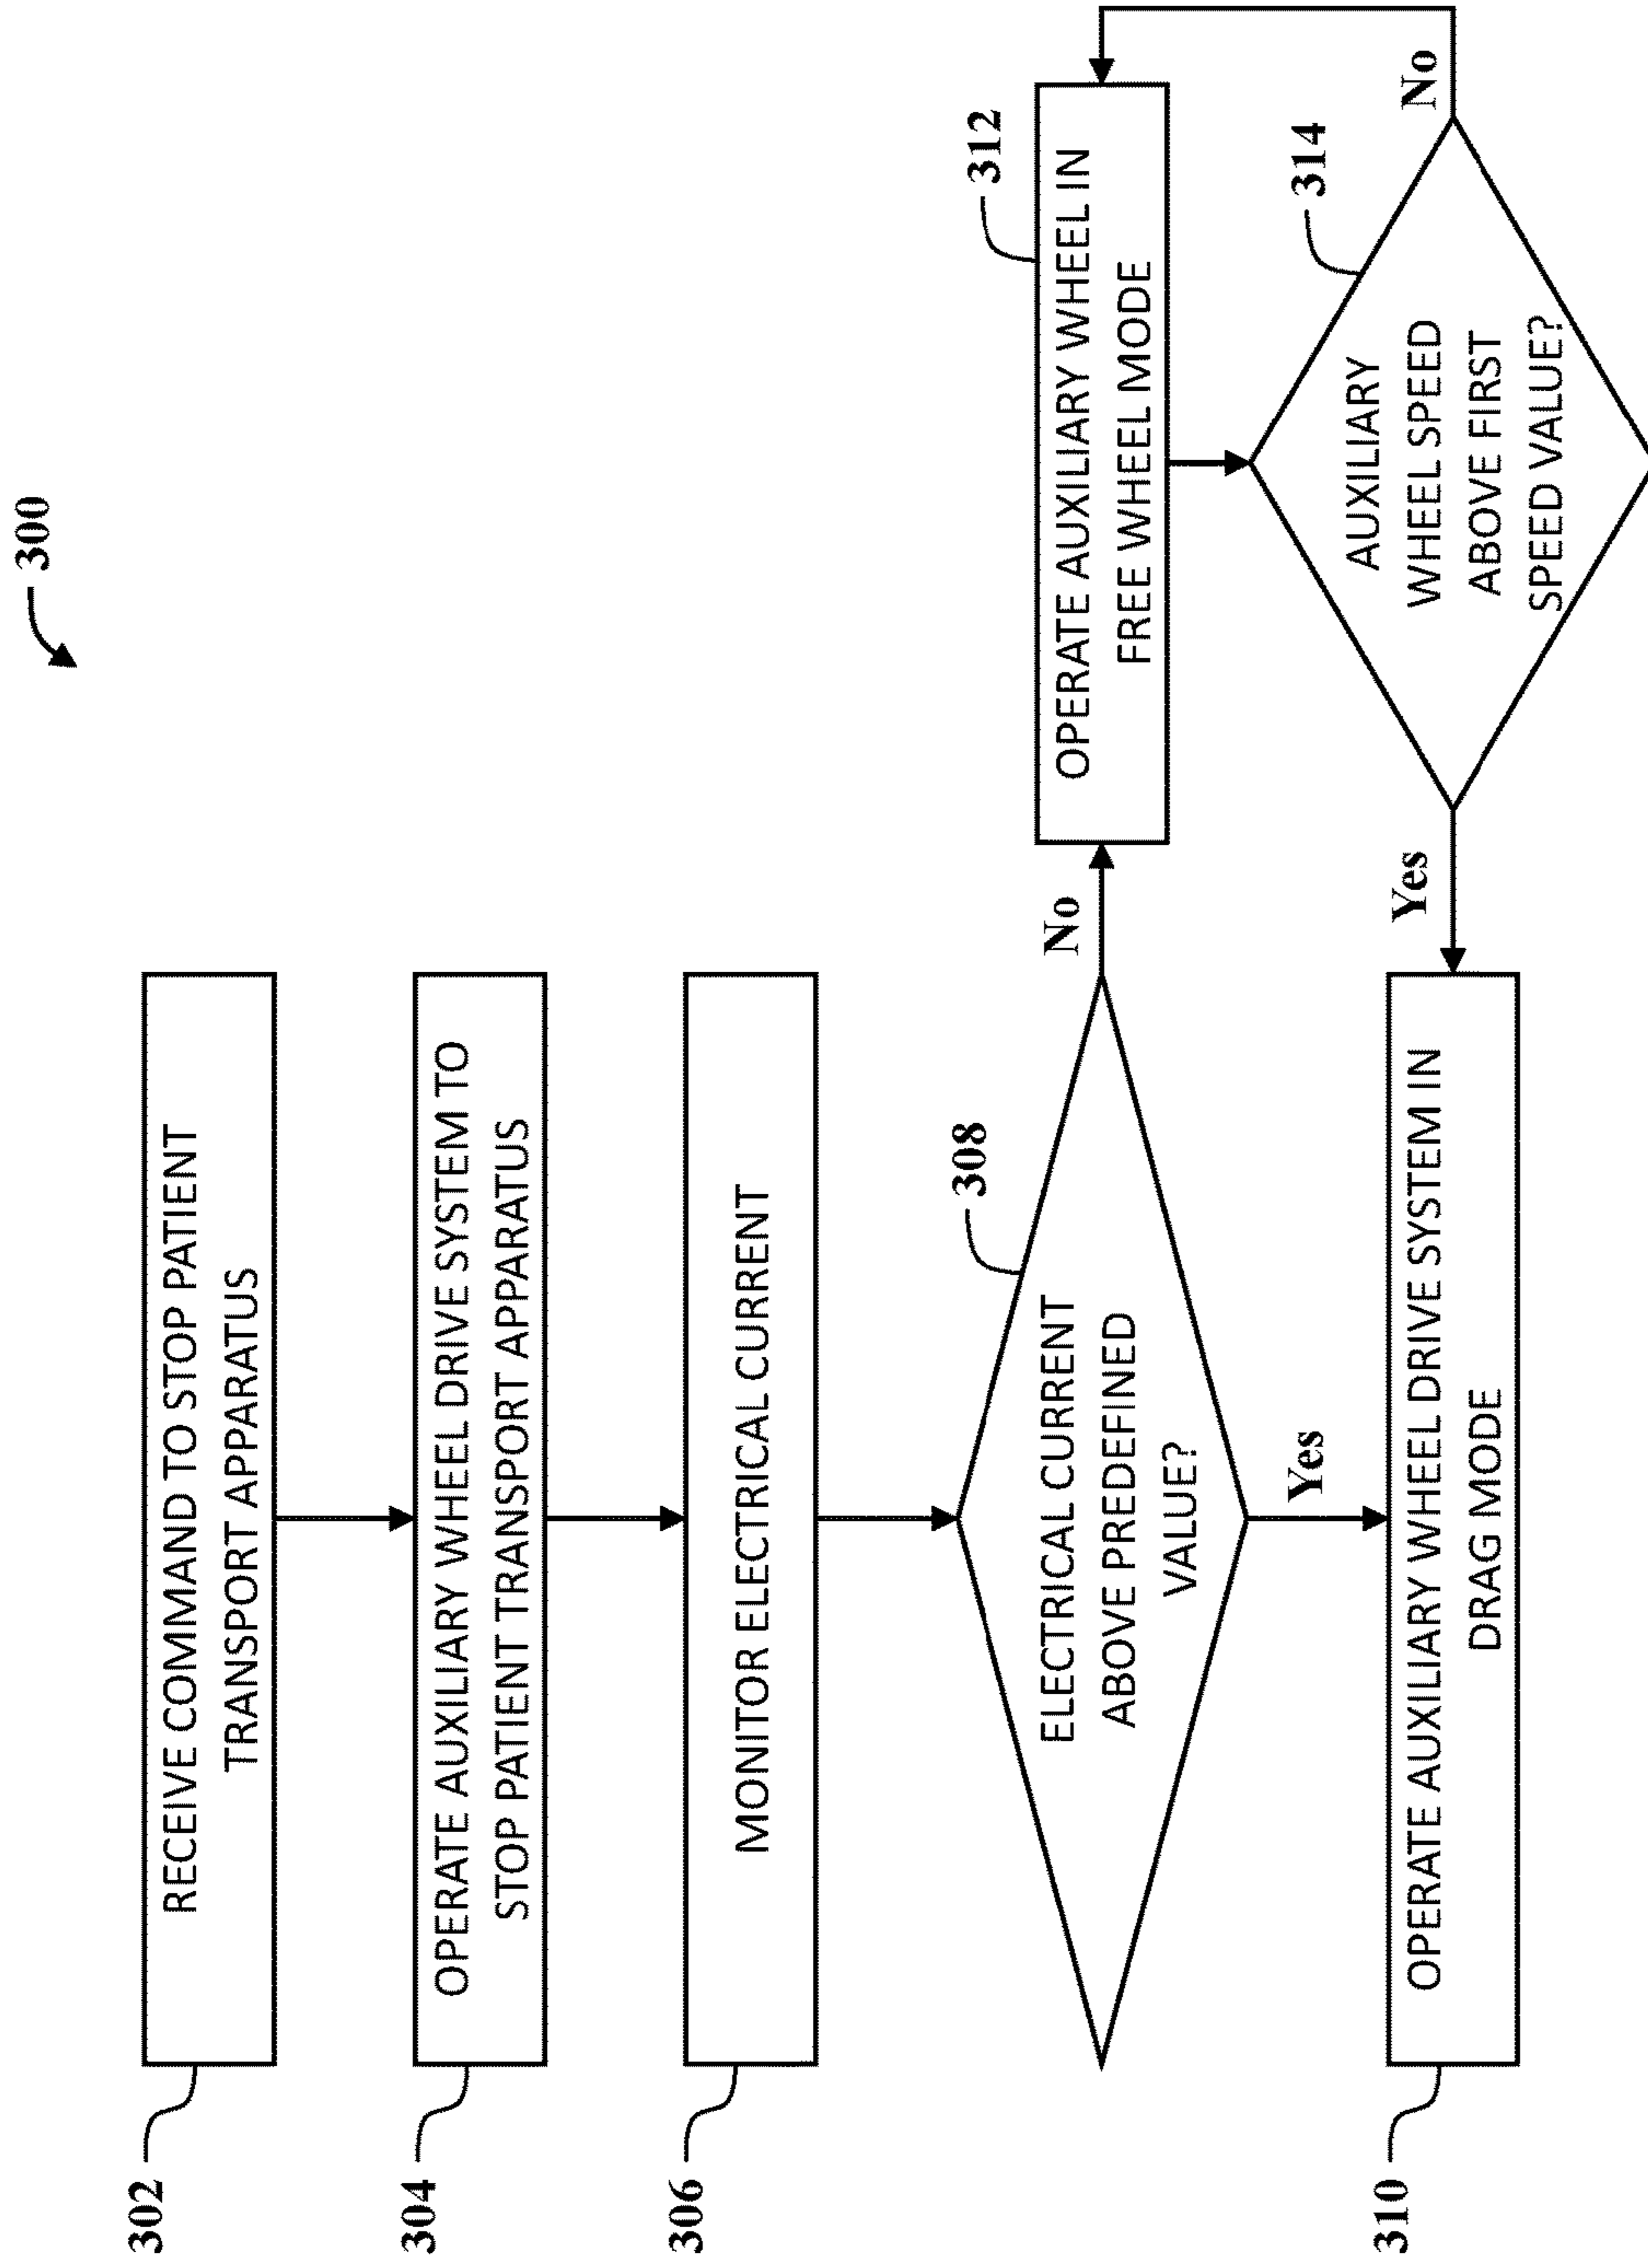 300
302
RECEIVE COMMAND TO STOP PATIENT
TRANSPORT APPARATUS
304
OPERATE AUXILIARY WHEEL DRIVE SYSTEM TO
STOP PATIENT TRANSPORT APPARATUS
306
MONITOR ELECTRICAL CURRENT
308
ELECTRICAL CURRENT
ABOVE PREDEFINED
VALUE?
No
Yes
312
OPERATE AUXILIARY WHEEL IN
FREE WHEEL MODE
314
AUXILIARY
WHEEL SPEED
ABOVE FIRST
SPEED VALUE?
No
Yes
310
OPERATE AUXILIARY WHEEL DRIVE SYSTEM IN
DRAG MODE